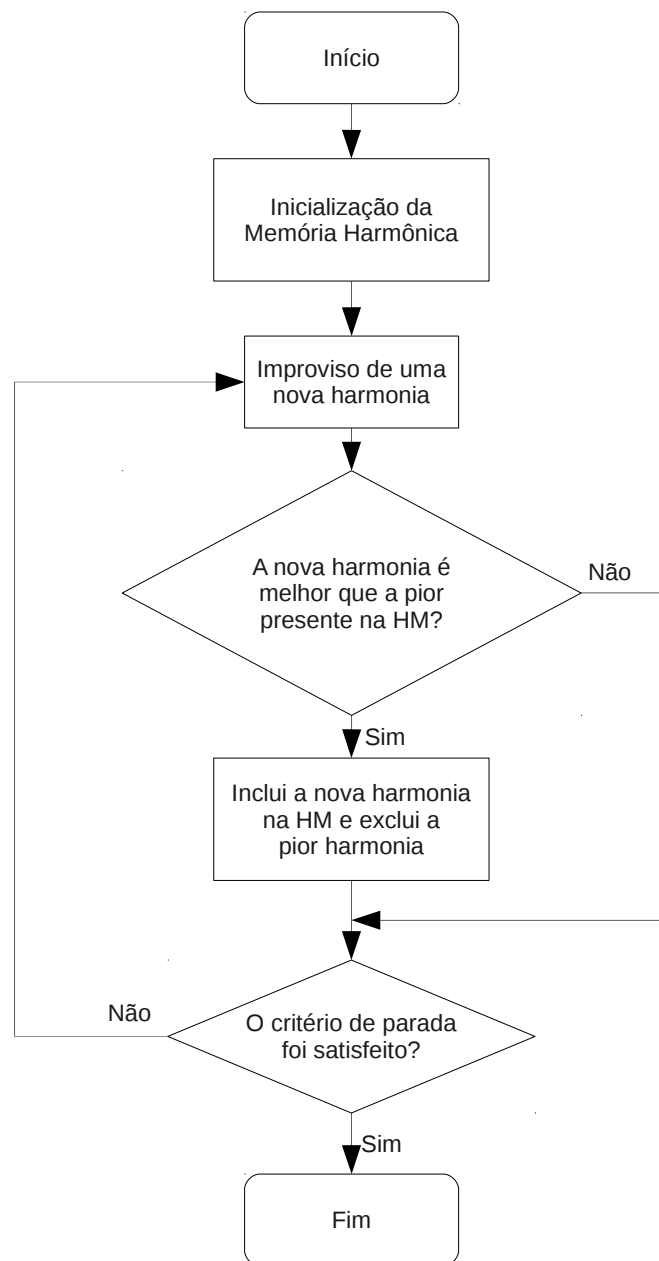 Início
Inicialização da
Memória Harmônica
Improviso de uma
nova harmonia
A nova harmonia é
melhor que a pior
presente na HM?
Não
Sim
Inclui a nova harmonia
na HM e exclui a
pior harmonia
Não
O critério de parada
foi satisfeito?
Sim
Fim